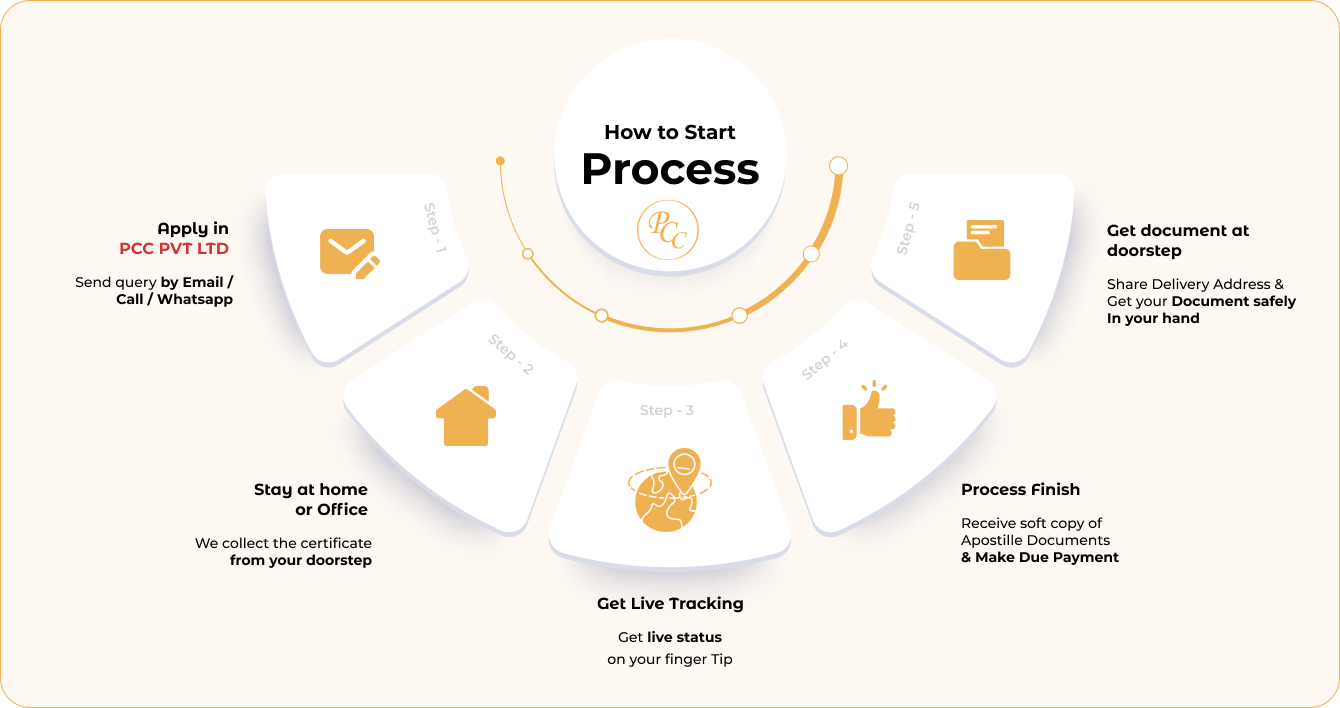 How to Start
Process
PCC
Step - 1
Apply in
PCC PVT LTD
Send query by Email /
Call / Whatsapp
Step - 2
Stay at home
or Office
We collect the certificate
from your doorstep
Step - 3
Get Live Tracking
Get live status
on your finger Tip
Step - 4
Process Finish
Receive soft copy of
Apostille Documents
& Make Due Payment
Step - 5
Get document at
doorstep
Share Delivery Address &
Get your Document safely
In your hand